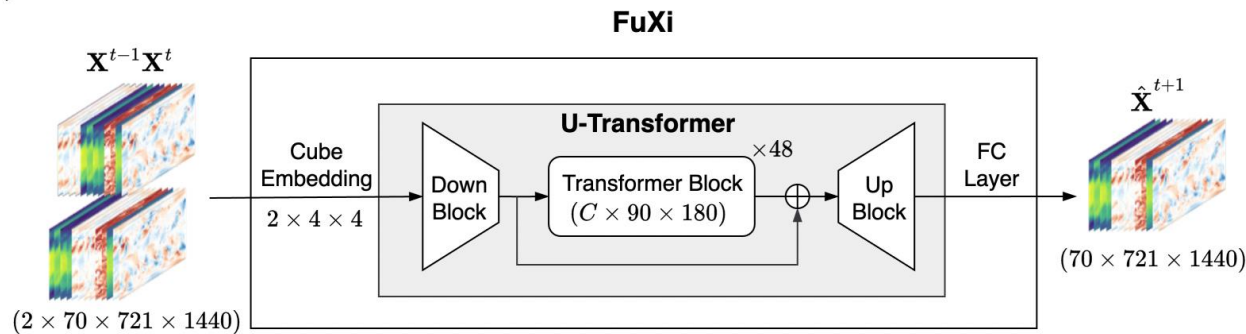 FuXi
X^{t-1}X^t
(2 × 70 × 721 × 1440)
Cube
Embedding
2 × 4 × 4
U-Transformer
Down
Block
Transformer Block
(C × 90 × 180)
×48
Up
Block
FC
Layer
X̂^{t+1}
(70 × 721 × 1440)